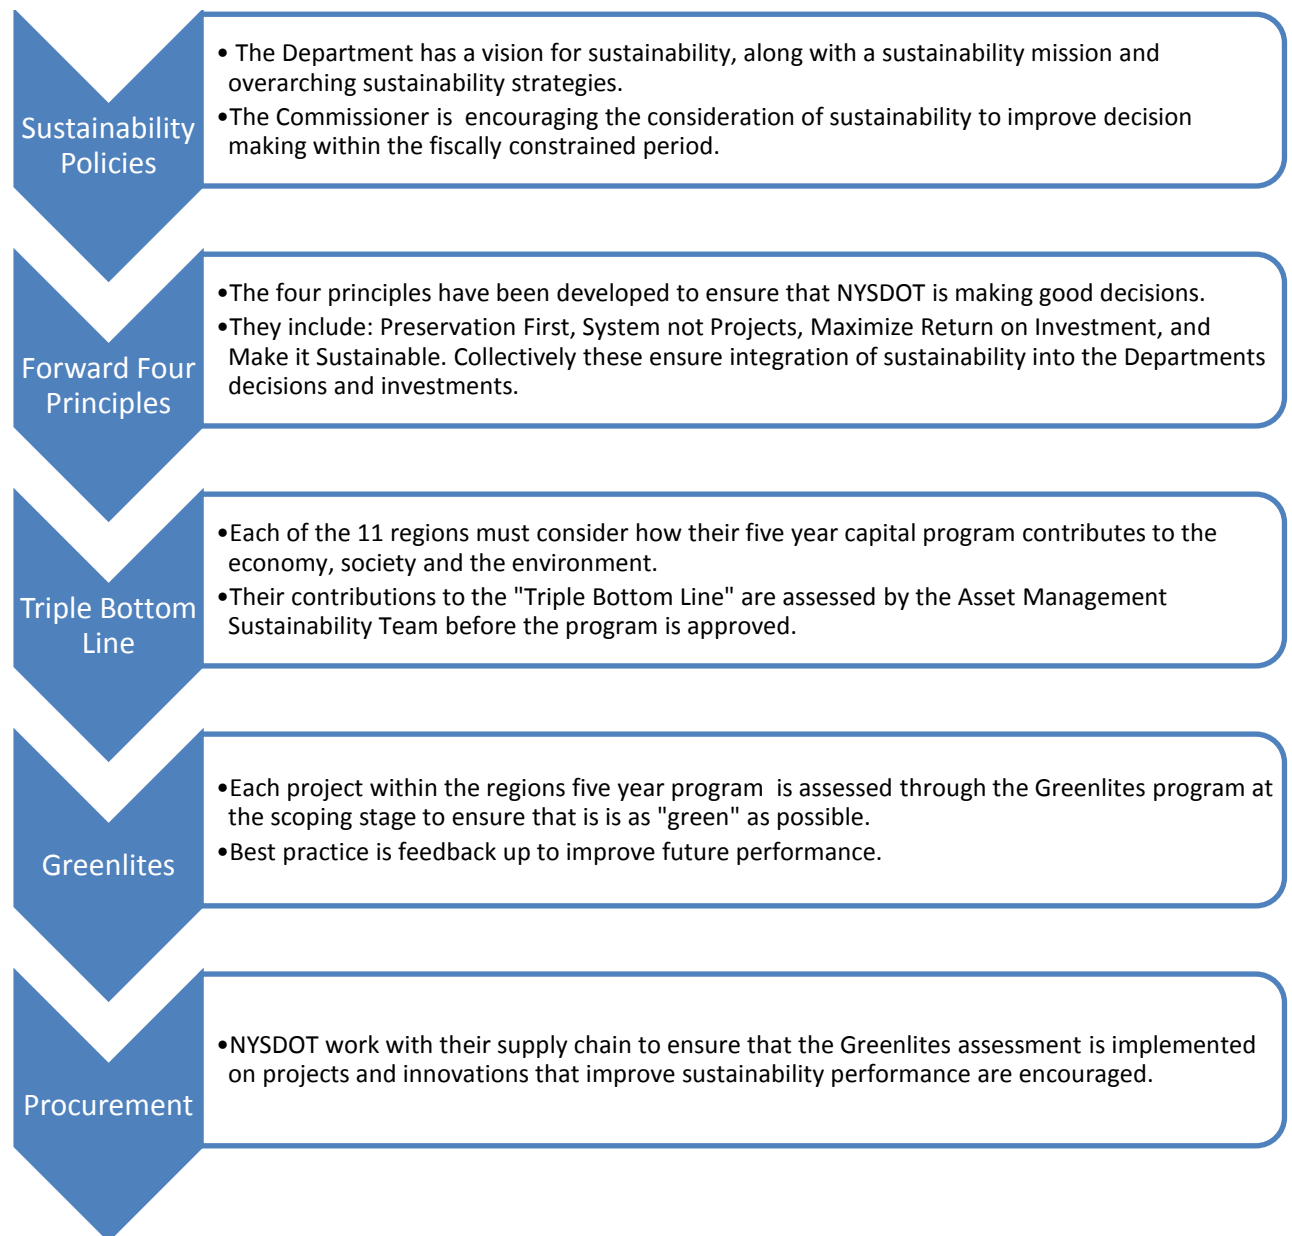 Sustainability
Policies
• The Department has a vision for sustainability, along with a sustainability mission and
overarching sustainability strategies.
•The Commissioner is  encouraging the consideration of sustainability to improve decision
making within the fiscally constrained period.
Forward Four
Principles
•The four principles have been developed to ensure that NYSDOT is making good decisions.
•They include: Preservation First, System not Projects, Maximize Return on Investment, and
Make it Sustainable. Collectively these ensure integration of sustainability into the Departments
decisions and investments.
Triple Bottom
Line
•Each of the 11 regions must consider how their five year capital program contributes to the
economy, society and the environment.
•Their contributions to the "Triple Bottom Line" are assessed by the Asset Management
Sustainability Team before the program is approved.
Greenlites
•Each project within the regions five year program  is assessed through the Greenlites program at
the scoping stage to ensure that is is as "green" as possible.
•Best practice is feedback up to improve future performance.
Procurement
•NYSDOT work with their supply chain to ensure that the Greenlites assessment is implemented
on projects and innovations that improve sustainability performance are encouraged.